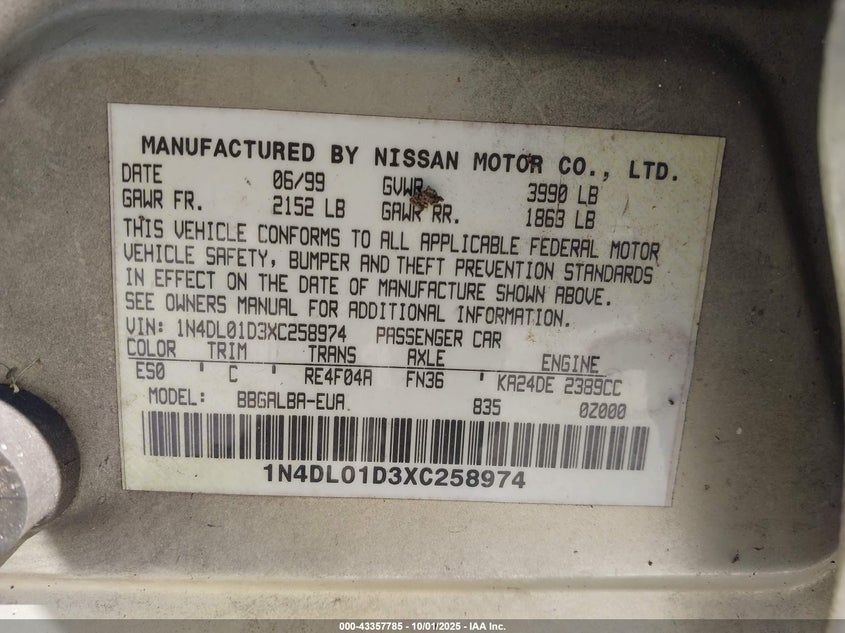 MANUFACTURED BY NISSAN MOTOR CO., LTD.
DATE 06/99 GVWR 3990 LB
GAWR FR. 2152 LB GAWR RR. 1863 LB
THIS VEHICLE CONFORMS TO ALL APPLICABLE FEDERAL MOTOR
VEHICLE SAFETY, BUMPER AND THEFT PREVENTION STANDARDS
IN EFFECT ON THE DATE OF MANUFACTURE SHOWN ABOVE.
SEE OWNERS MANUAL FOR ADDITIONAL INFORMATION.
VIN: 1N4DL01D3XC258974 PASSENGER CAR
COLOR TRIM TRANS AXLE ENGINE
ES0 ' C ' RE4F04A FN36 ' KA24DE 2389CC
MODEL: BBGALBA-EUA 835 0Z000
1N4DL01D3XC258974
000-43357785 - 10/01/2025 - IAA Inc.